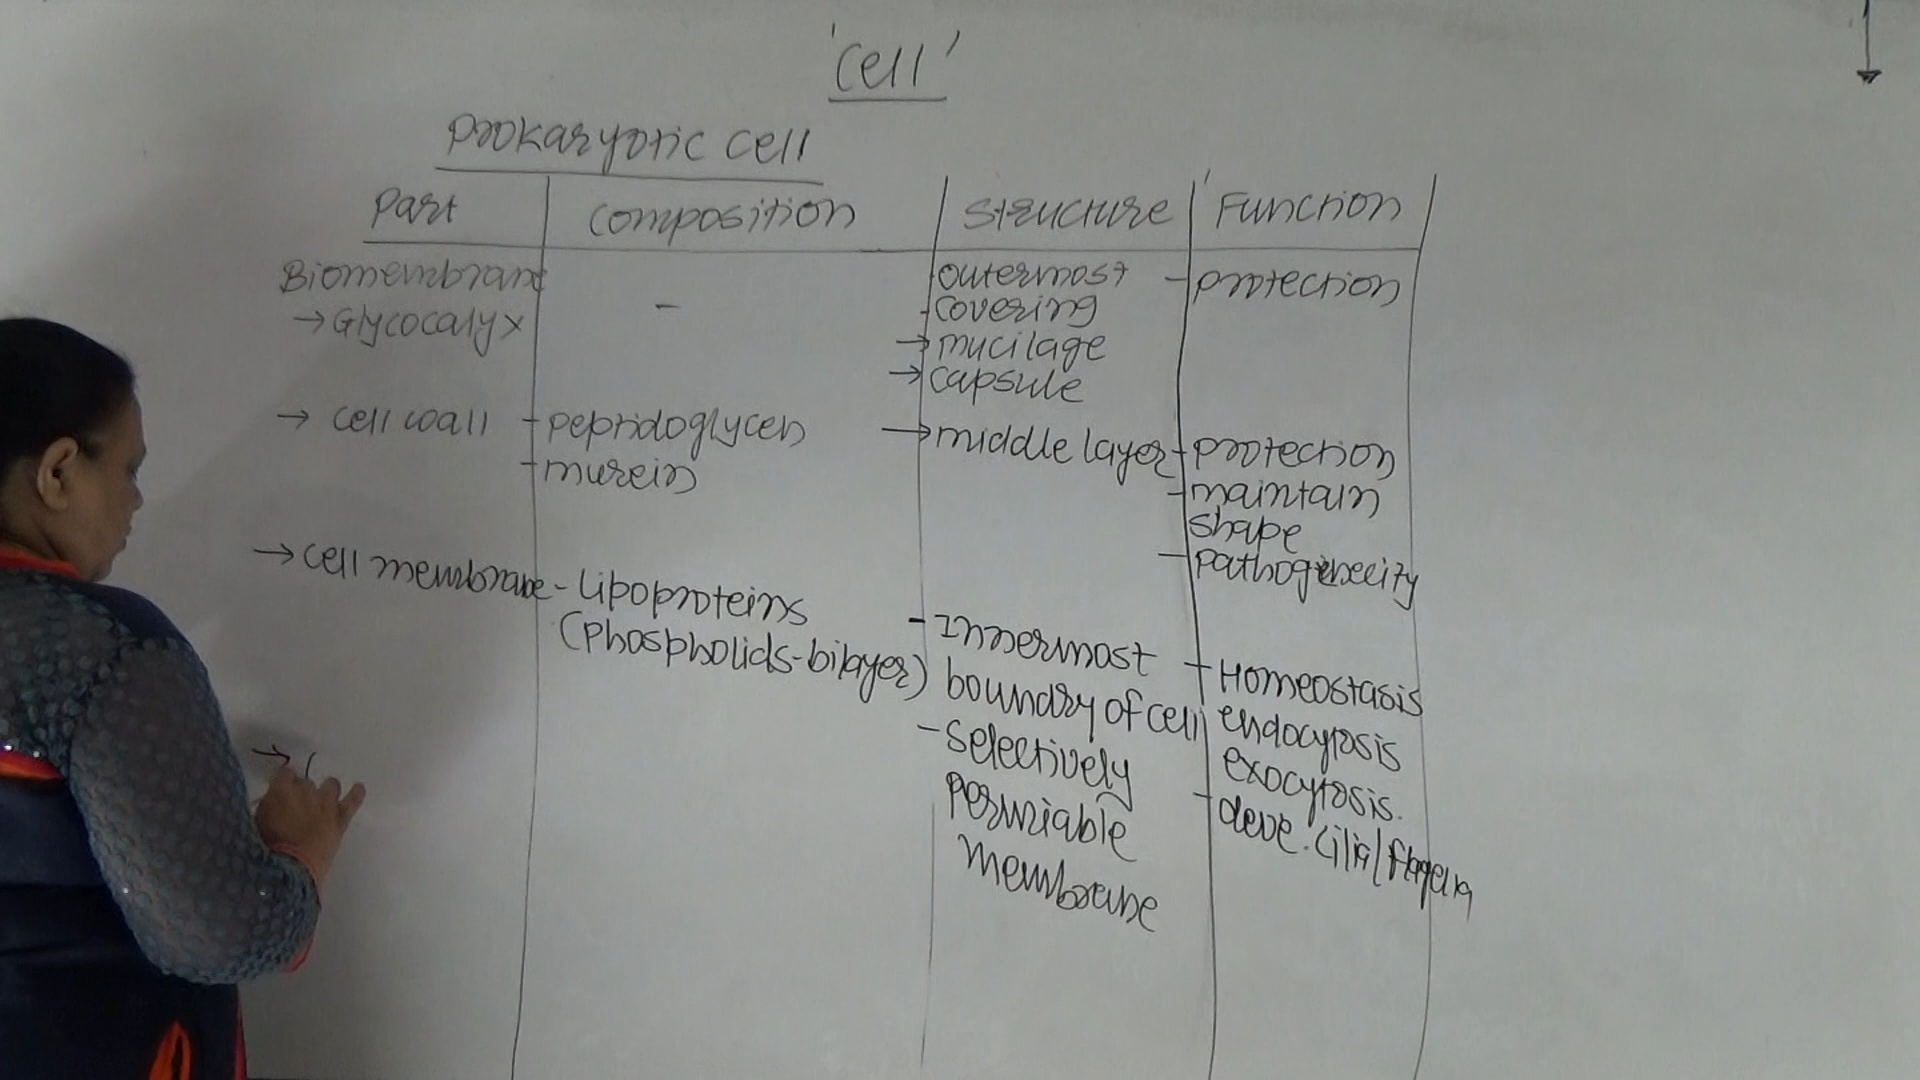 'Cell'
Prokaryotic cell
Part Composition Structure Function
Biomembrane - outermost - protection
→ Glycocalyx - covering
→ mucilage
→ capsule
→ cell wall - peptidoglycen → middle layer - protection
- murein - maintain
shape
- pathogenecity
→ cell membrane - Lipoproteins - Innermost - Homeostasis
(Phospholids-bilayer) boundry of cell endocytosis
- selectively exocytosis.
permiable - deve. cilia/flagella
membrane
→ (